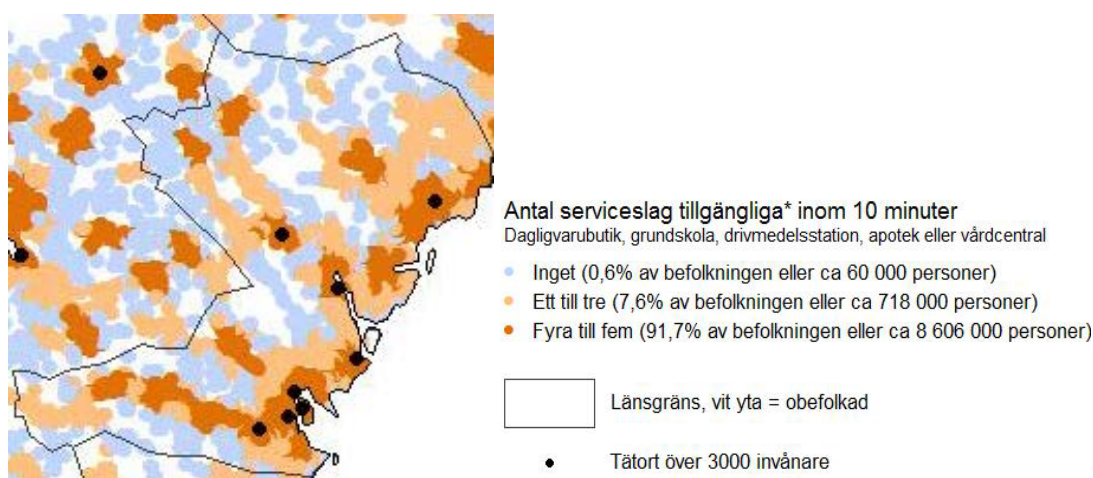 Antal serviceslag tillgängliga* inom 10 minuter
Dagligvarubutik, grundskola, drivmedelsstation, apotek eller vårdcentral
Inget (0,6% av befolkningen eller ca 60 000 personer)
Ett till tre (7,6% av befolkningen eller ca 718 000 personer)
Fyra till fem (91,7% av befolkningen eller ca 8 606 000 personer)
Länsgräns, vit yta = obefolkad
Tätort över 3000 invånare